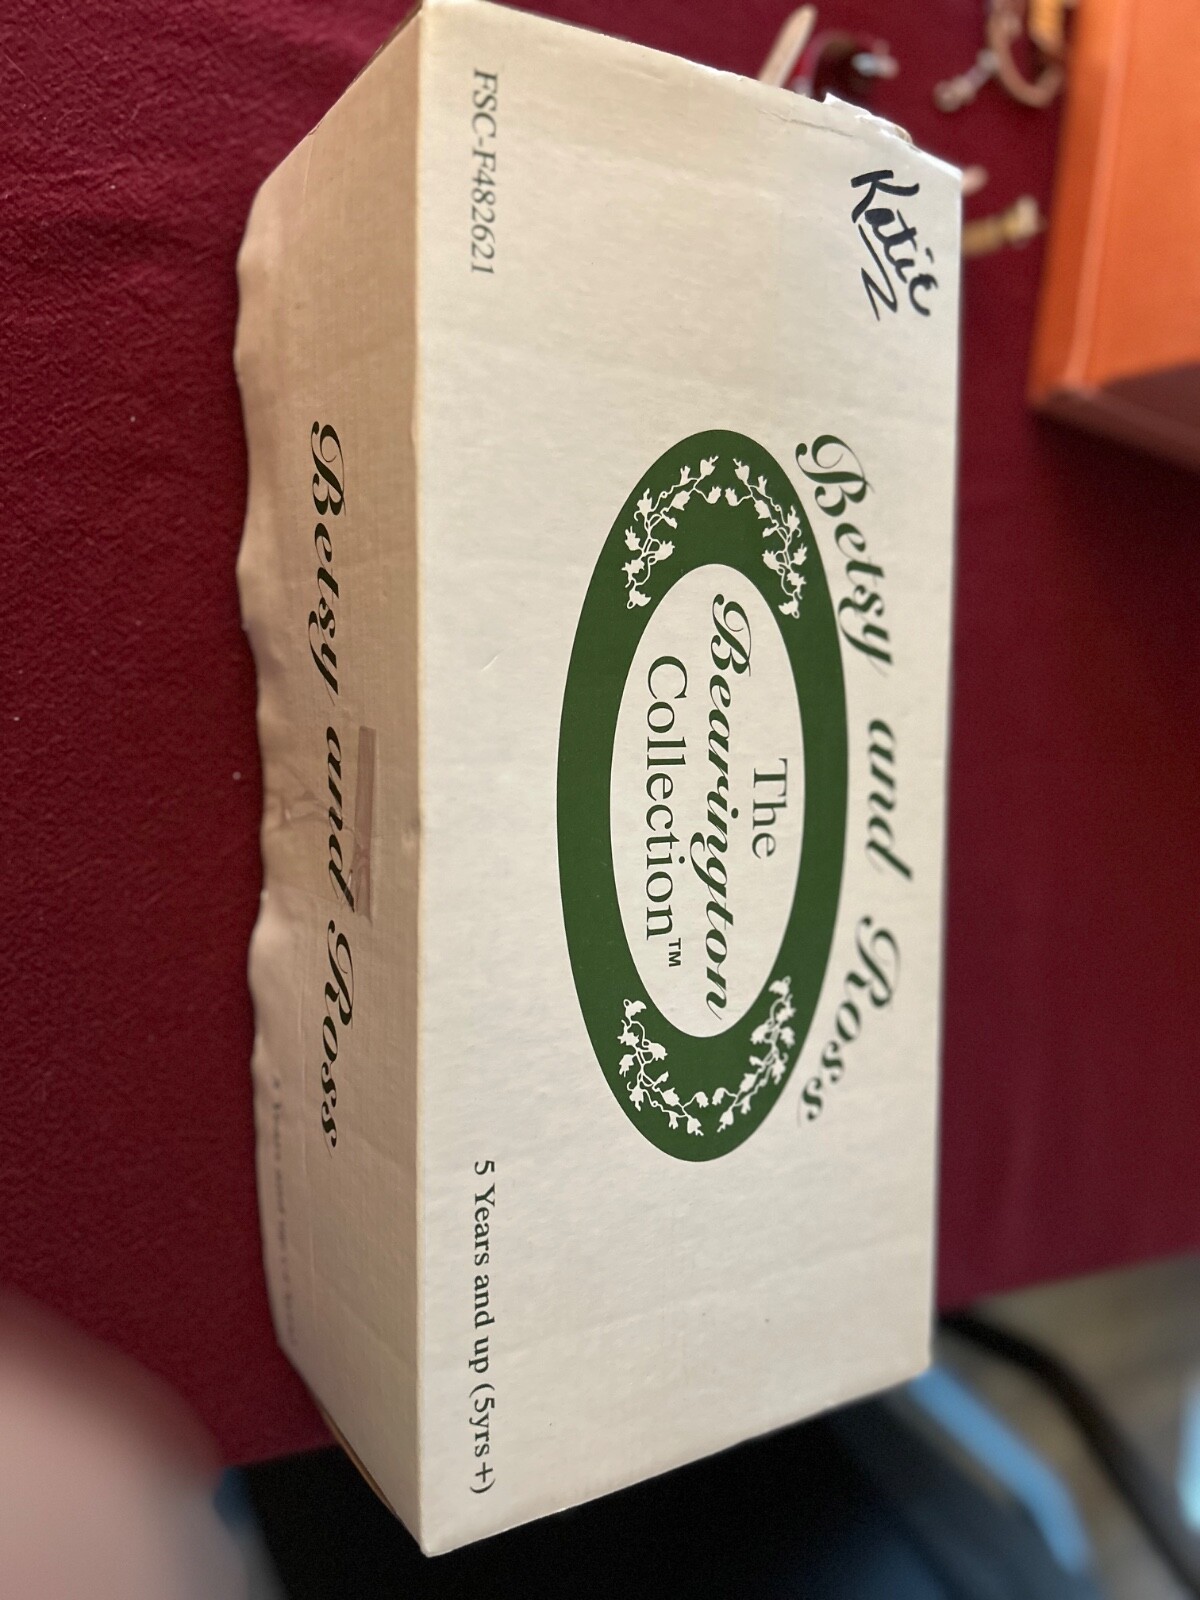 Katie
Betsy and Ross
The
Bearington
Collection™
FSC-F482621
5 Years and up (5yrs+)
Betsy and Ross